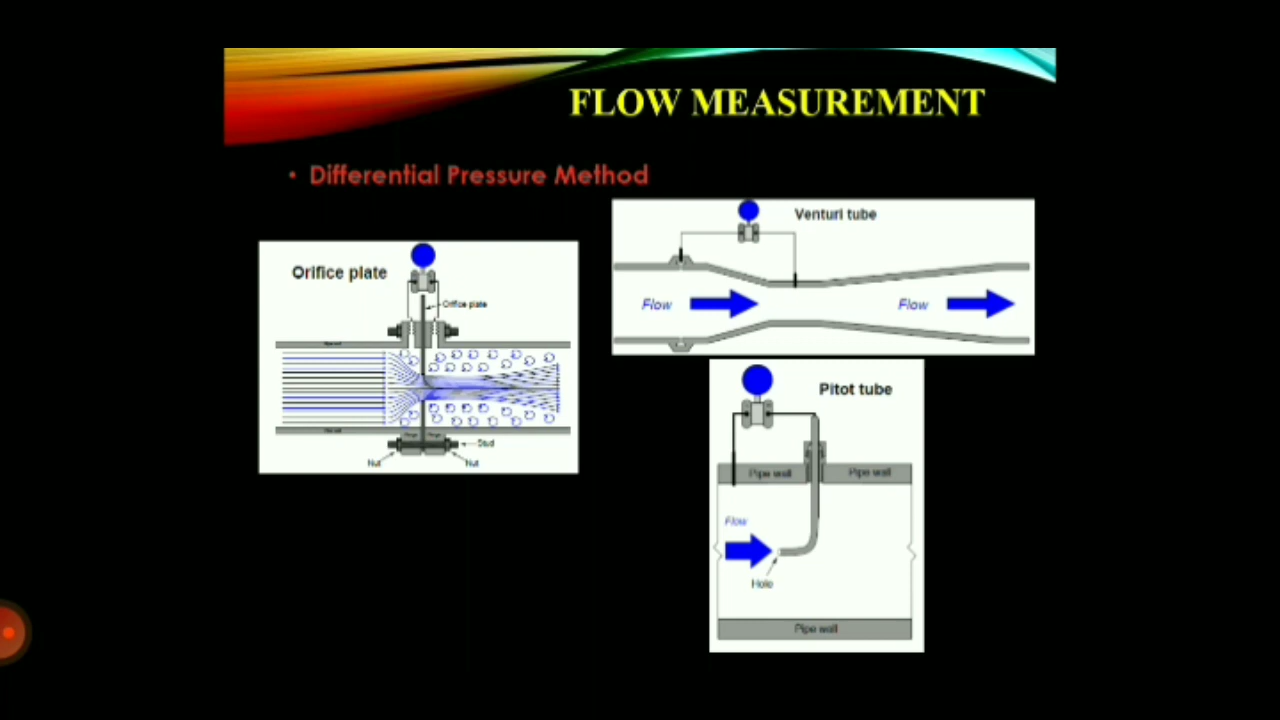 FLOW MEASUREMENT
• Differential Pressure Method
Orifice plate
Orifice plate
Stud
Nut
Nut
Venturi tube
Flow
Flow
Pitot tube
Pipe wall
Pipe wall
Flow
Hole
Pipe wall